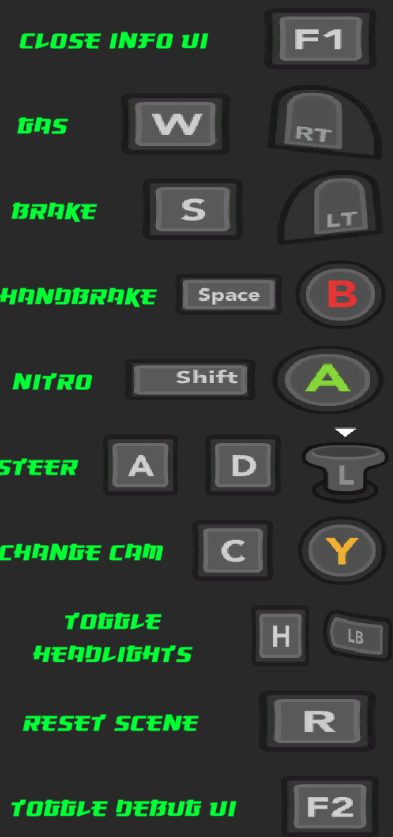 CLOSE INFO UI F1
GAS W RT
BRAKE S LT
HANDBRAKE Space B
NITRO Shift A
STEER A D L
CHANGE CAM C Y
TOGGLE
HEADLIGHTS H LB
RESET SCENE R
TOGGLE DEBUG UI F2